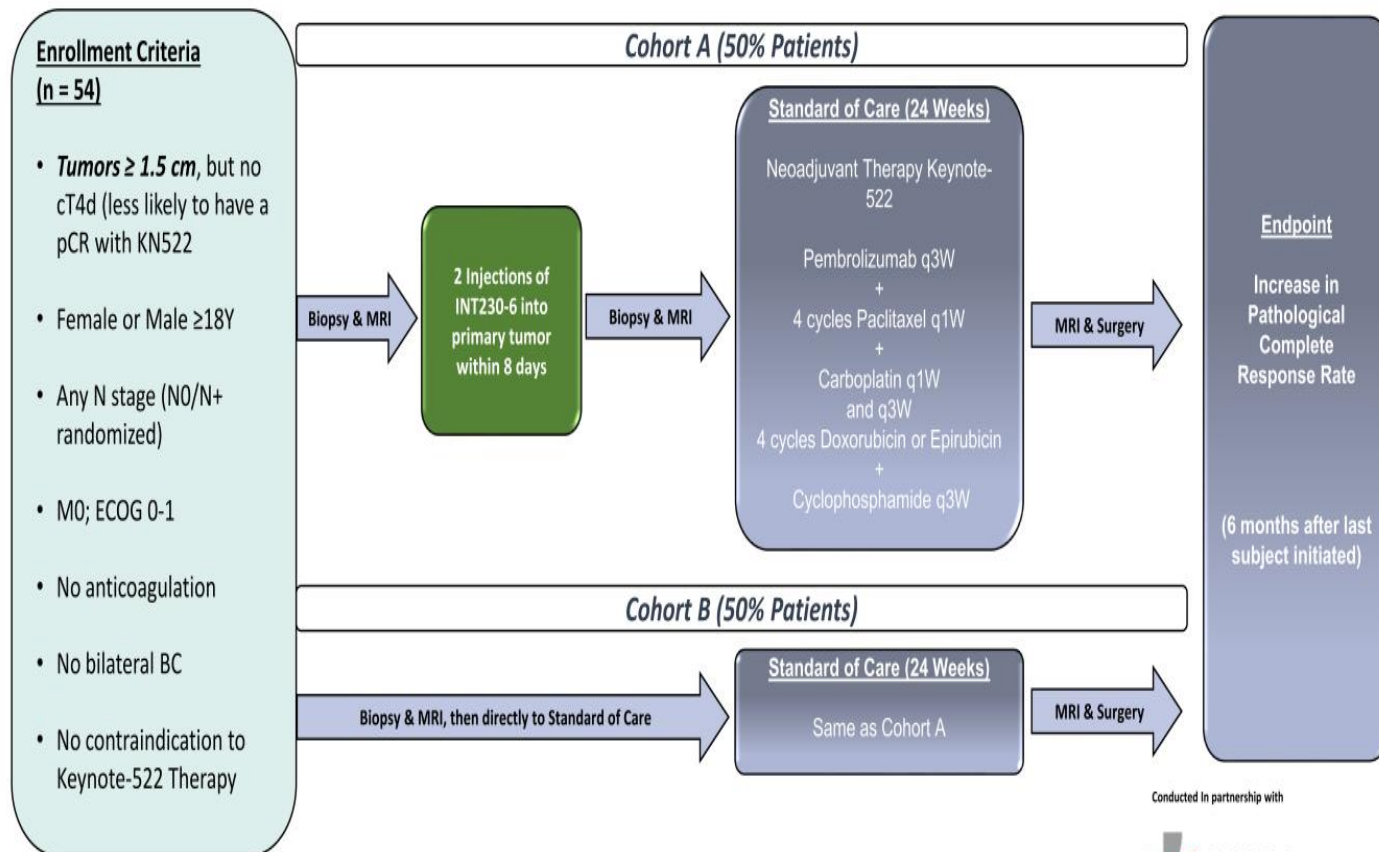 Enrollment Criteria
(n = 54)
• Tumors ≥ 1.5 cm, but no
cT4d (less likely to have a
pCR with KN522
• Female or Male ≥18Y
• Any N stage (N0/N+
randomized)
• M0; ECOG 0-1
• No anticoagulation
• No bilateral BC
• No contraindication to
Keynote-522 Therapy
Cohort A (50% Patients)
Biopsy & MRI
2 Injections of
INT230-6 into
primary tumor
within 8 days
Biopsy & MRI
Standard of Care (24 Weeks)
Neoadjuvant Therapy Keynote-
522
Pembrolizumab q3W
+
4 cycles Paclitaxel q1W
+
Carboplatin q1W
and q3W
4 cycles Doxorubicin or Epirubicin
+
Cyclophosphamide q3W
MRI & Surgery
Cohort B (50% Patients)
Biopsy & MRI, then directly to Standard of Care
Standard of Care (24 Weeks)
Same as Cohort A
MRI & Surgery
Endpoint
Increase in
Pathological
Complete
Response Rate
(6 months after last
subject initiated)
Conducted In partnership with